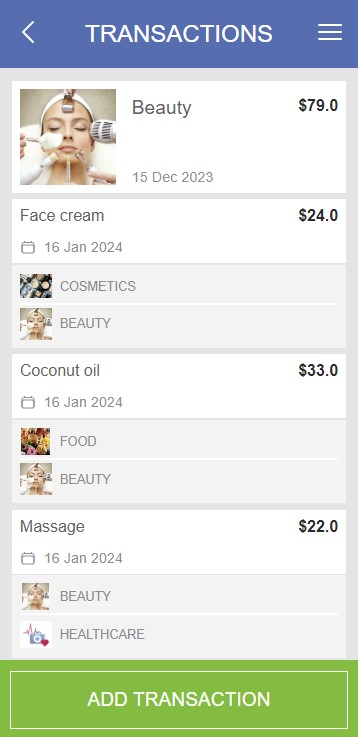 TRANSACTIONS
Beauty $79.0
15 Dec 2023
Face cream $24.0
16 Jan 2024
COSMETICS
BEAUTY
Coconut oil $33.0
16 Jan 2024
FOOD
BEAUTY
Massage $22.0
16 Jan 2024
BEAUTY
HEALTHCARE
ADD TRANSACTION